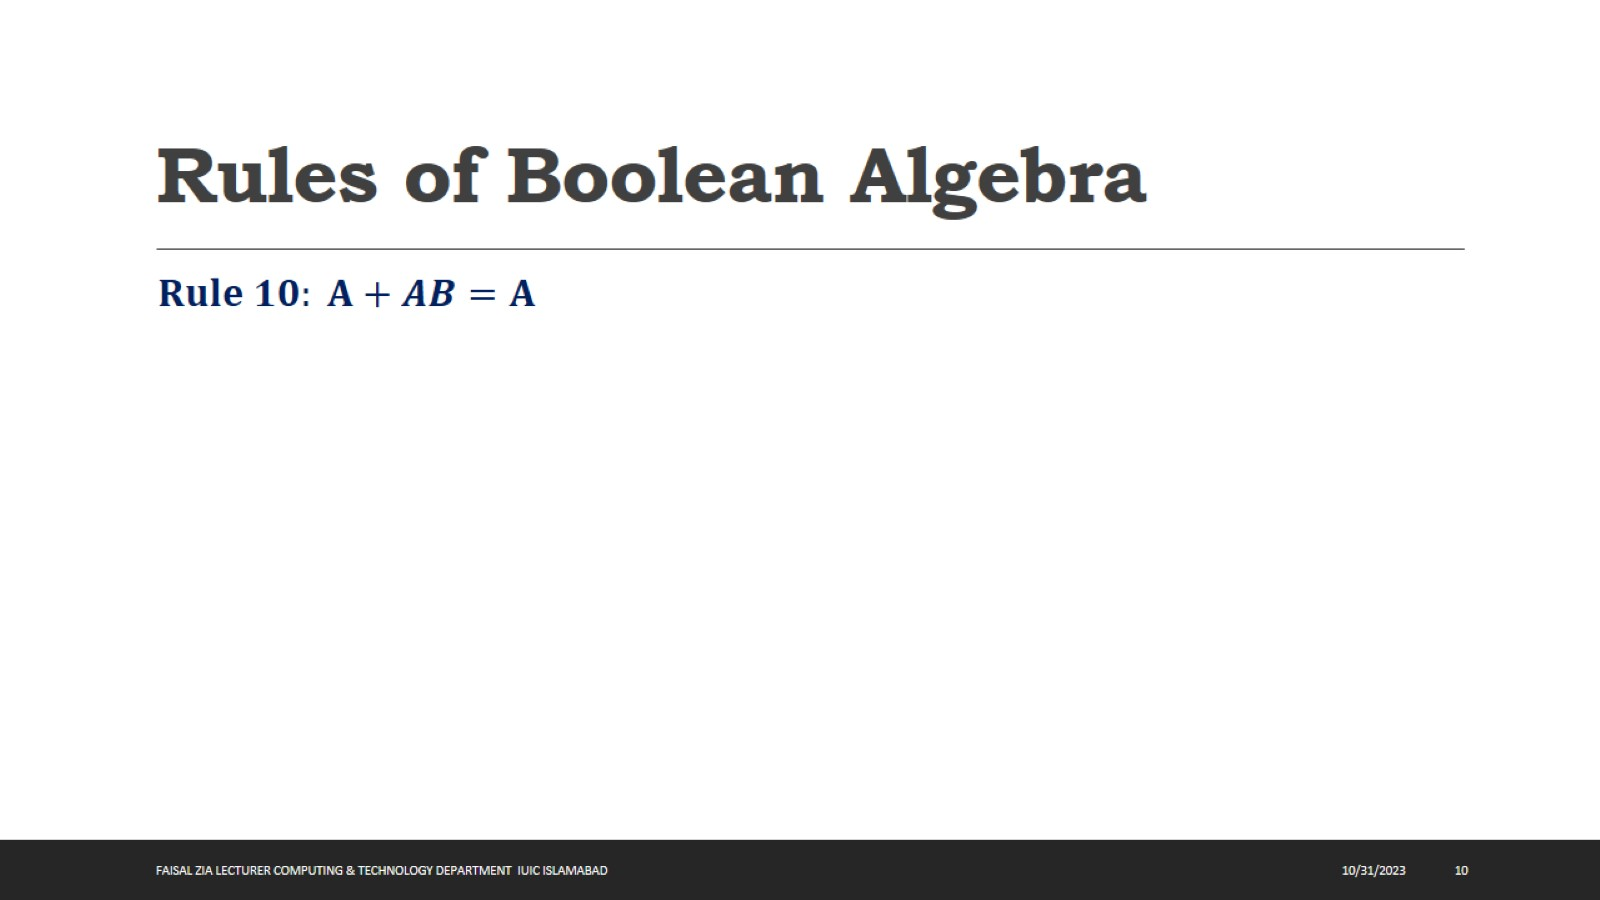 Rules of Boolean Algebra
Rule 10: A + AB = A
FAISAL ZIA LECTURER COMPUTING & TECHNOLOGY DEPARTMENT IUIC ISLAMABAD
10/31/2023
10